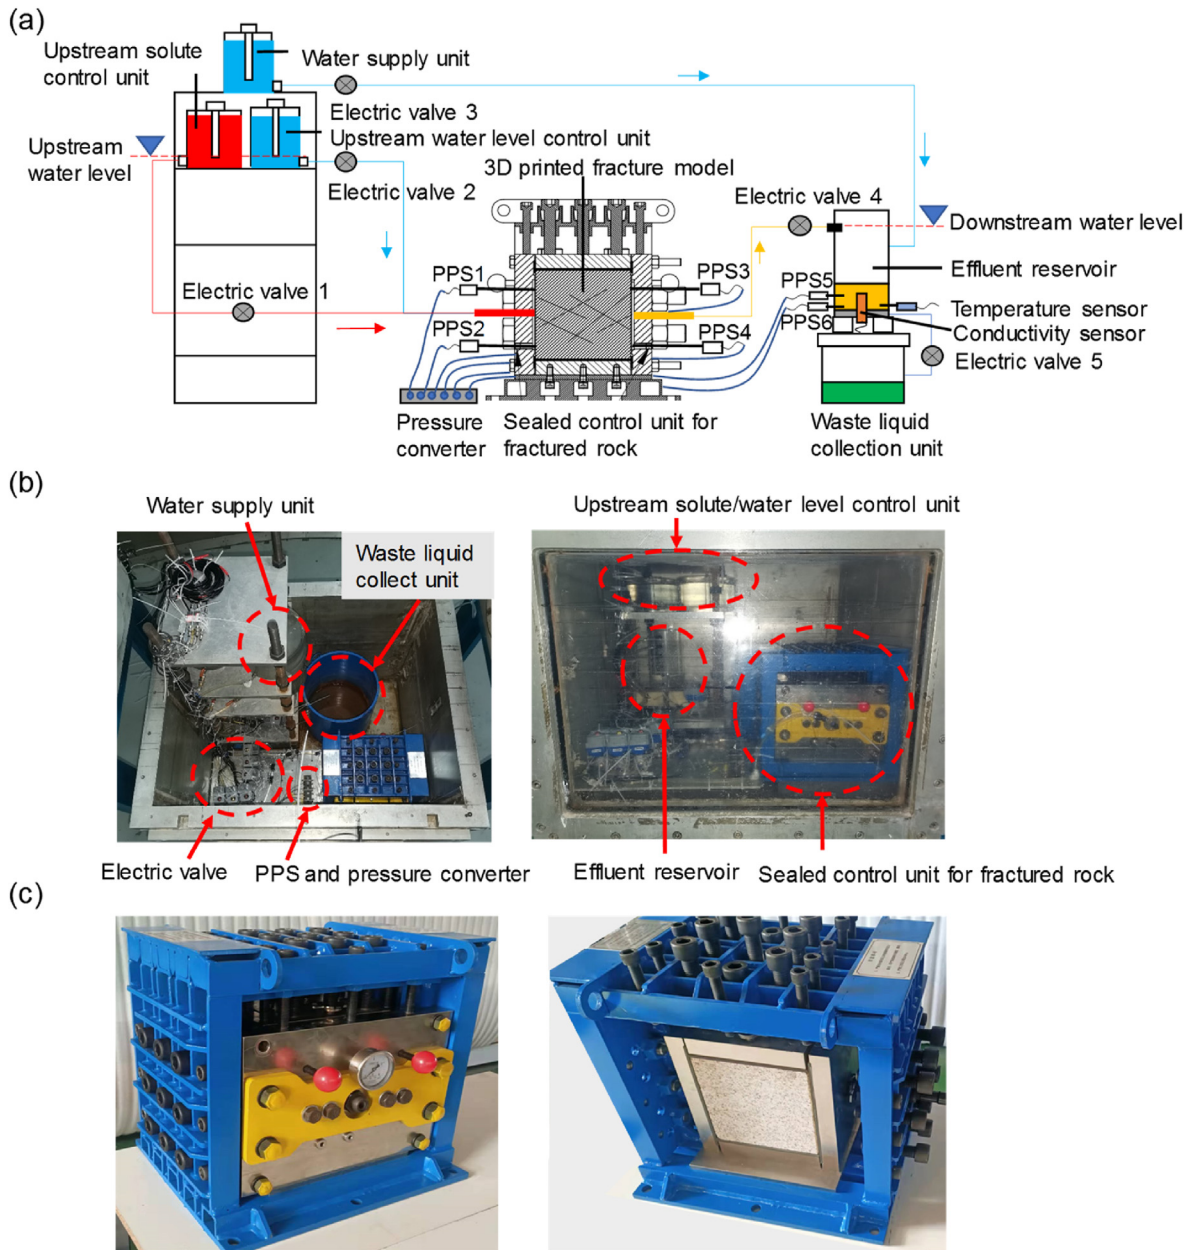 (a)
Upstream solute
control unit
Water supply unit
Electric valve 3
Upstream water level control unit
Upstream
water level
3D printed fracture model
Electric valve 2
Electric valve 4
Downstream water level
PPS1
PPS3
PPS5
Effluent reservoir
Electric valve 1
PPS2
PPS4
PPS6
Temperature sensor
Conductivity sensor
Electric valve 5
Pressure
converter
Sealed control unit for
fractured rock
Waste liquid
collection unit
(b)
Water supply unit
Waste liquid
collect unit
Upstream solute/water level control unit
Electric valve
PPS and pressure converter
Effluent reservoir
Sealed control unit for fractured rock
(c)